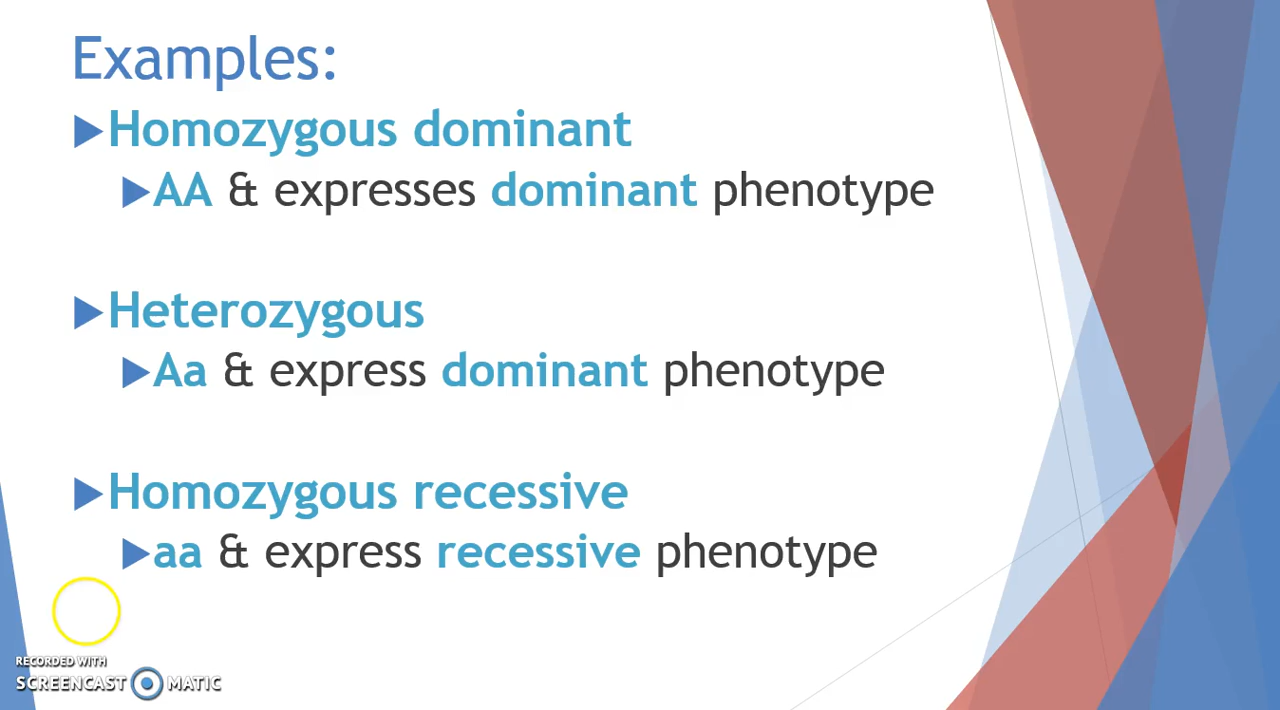 Examples:
Homozygous dominant
AA & expresses dominant phenotype
Heterozygous
Aa & express dominant phenotype
Homozygous recessive
aa & express recessive phenotype
RECORDED WITH
SCREENCAST MATIC